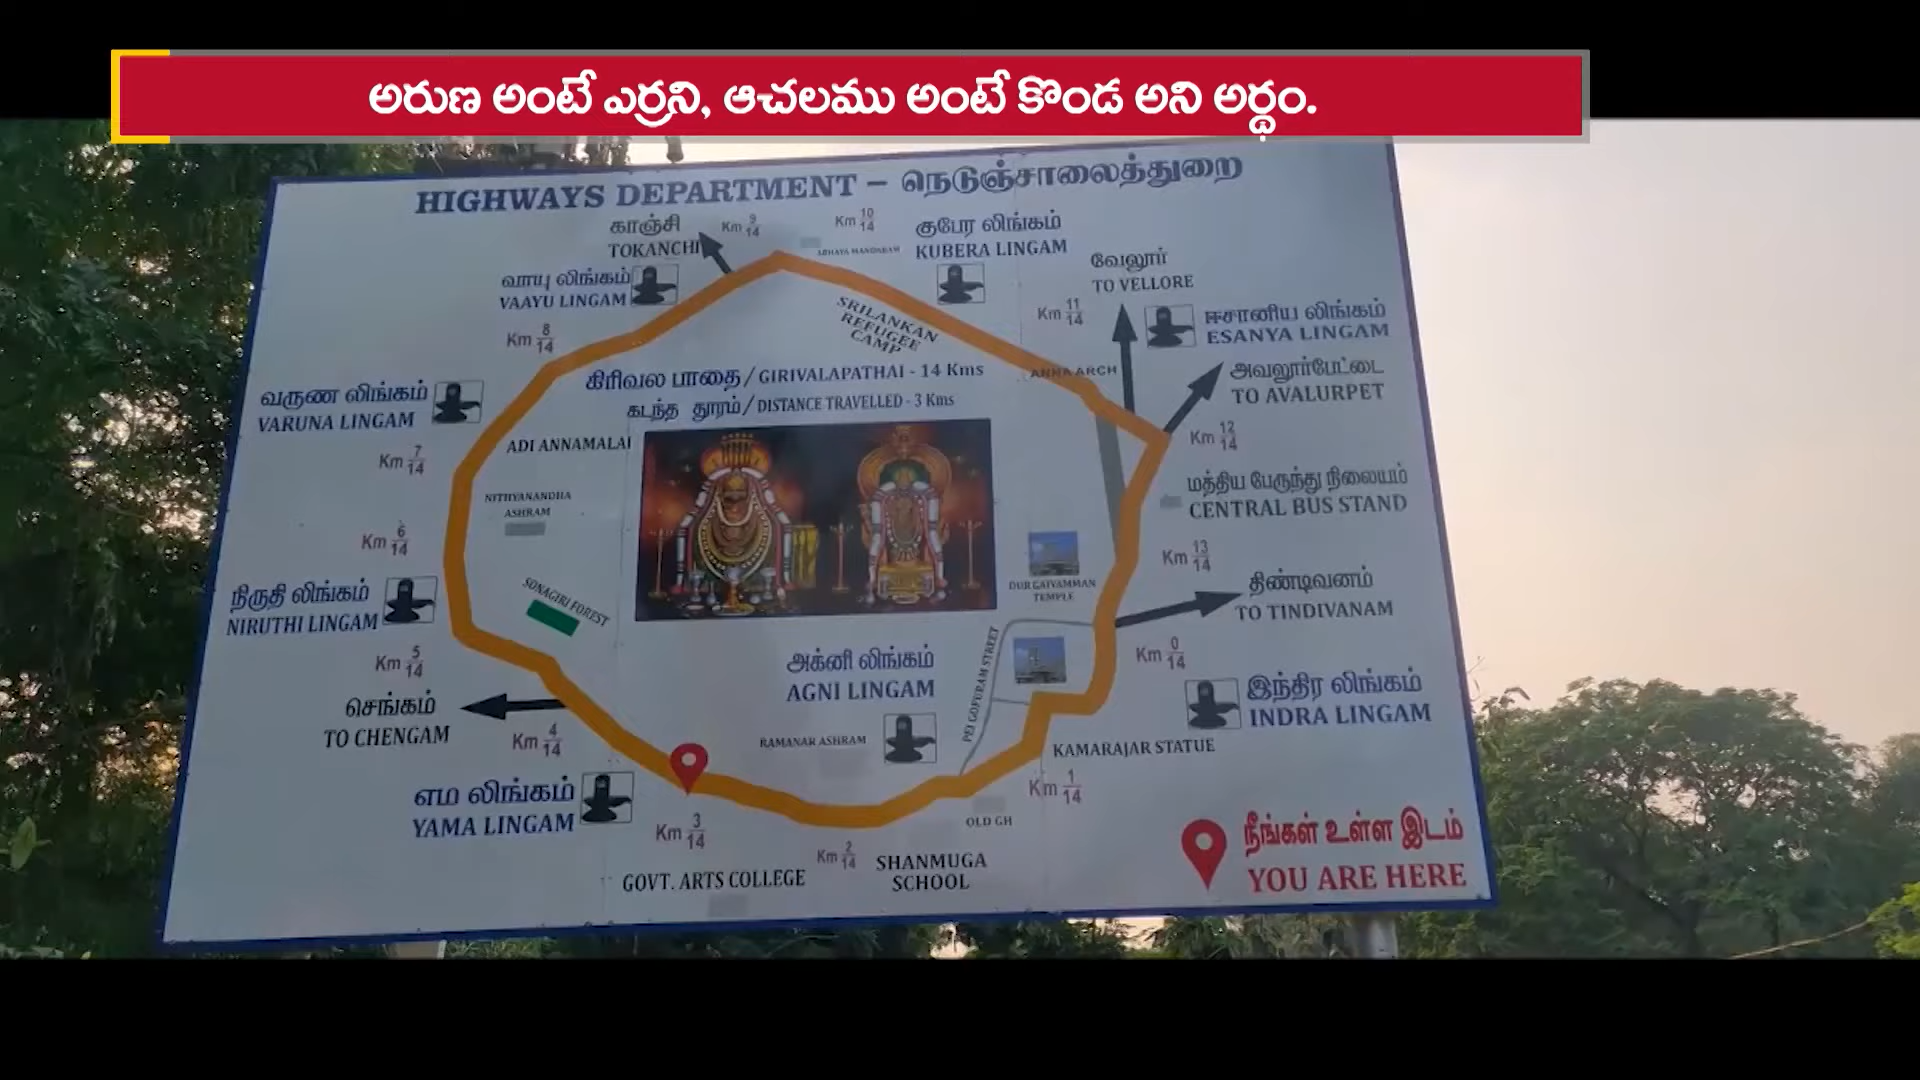 అరుణ అంటే ఎర్రని, ఆచలము అంటే కొండ అని అర్థం.
HIGHWAYS DEPARTMENT – நெடுஞ்சாலைத்துறை
காஞ்சி
TOKANCHI
Km 9/14
Km 10/14
ABHAYA MANDABAM
குபேர லிங்கம்
KUBERA LINGAM
வாயு லிங்கம்
VAAYU LINGAM
வேலூர்
TO VELLORE
Km 8/14
SRILANKAN
REFUGEE
CAMP
Km 11/14
ஈசானிய லிங்கம்
ESANYA LINGAM
கிரிவல பாதை / GIRIVALAPATHAI - 14 Kms
ANNA ARCH
அவலூர்பேட்டை
TO AVALURPET
வருண லிங்கம்
VARUNA LINGAM
கடந்த தூரம் / DISTANCE TRAVELLED - 3 Kms
Km 7/14
ADI ANNAMALAI
Km 12/14
மத்திய பேருந்து நிலையம்
CENTRAL BUS STAND
NITHYANANDHA
ASHRAM
Km 6/14
Km 13/14
DURGAIYAMMAN
TEMPLE
திண்டிவனம்
TO TINDIVANAM
நிருதி லிங்கம்
NIRUTHI LINGAM
SONAGIRI FOREST
Km 5/14
அக்னி லிங்கம்
AGNI LINGAM
PEI GOPURAM STREET
Km 0/14
இந்திர லிங்கம்
INDRA LINGAM
செங்கம்
TO CHENGAM
Km 4/14
RAMANAR ASHRAM
KAMARAJAR STATUE
எம லிங்கம்
YAMA LINGAM
Km 1/14
Km 3/14
OLD GH
Km 2/14
SHANMUGA
SCHOOL
GOVT. ARTS COLLEGE
நீங்கள் உள்ள இடம்
YOU ARE HERE